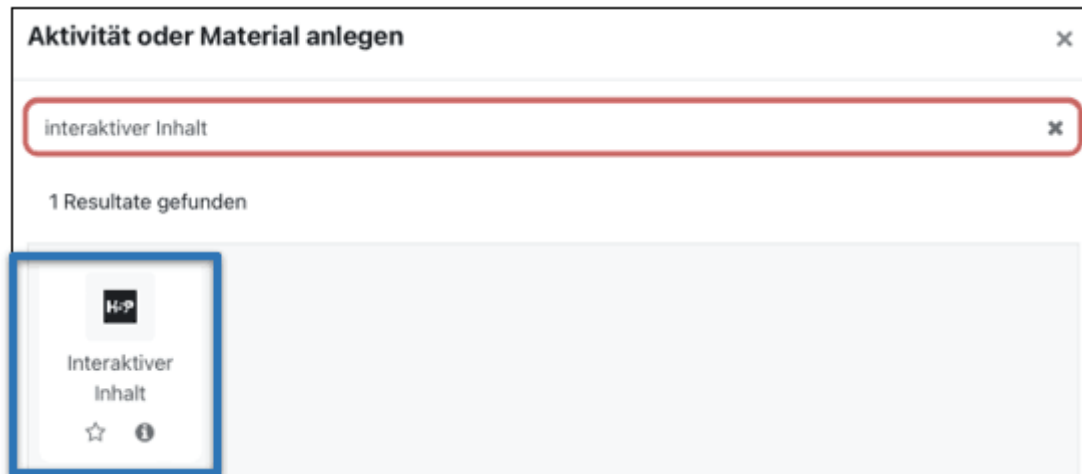 Aktivität oder Material anlegen
interaktiver Inhalt
1 Resultate gefunden
H-P
Interaktiver
Inhalt